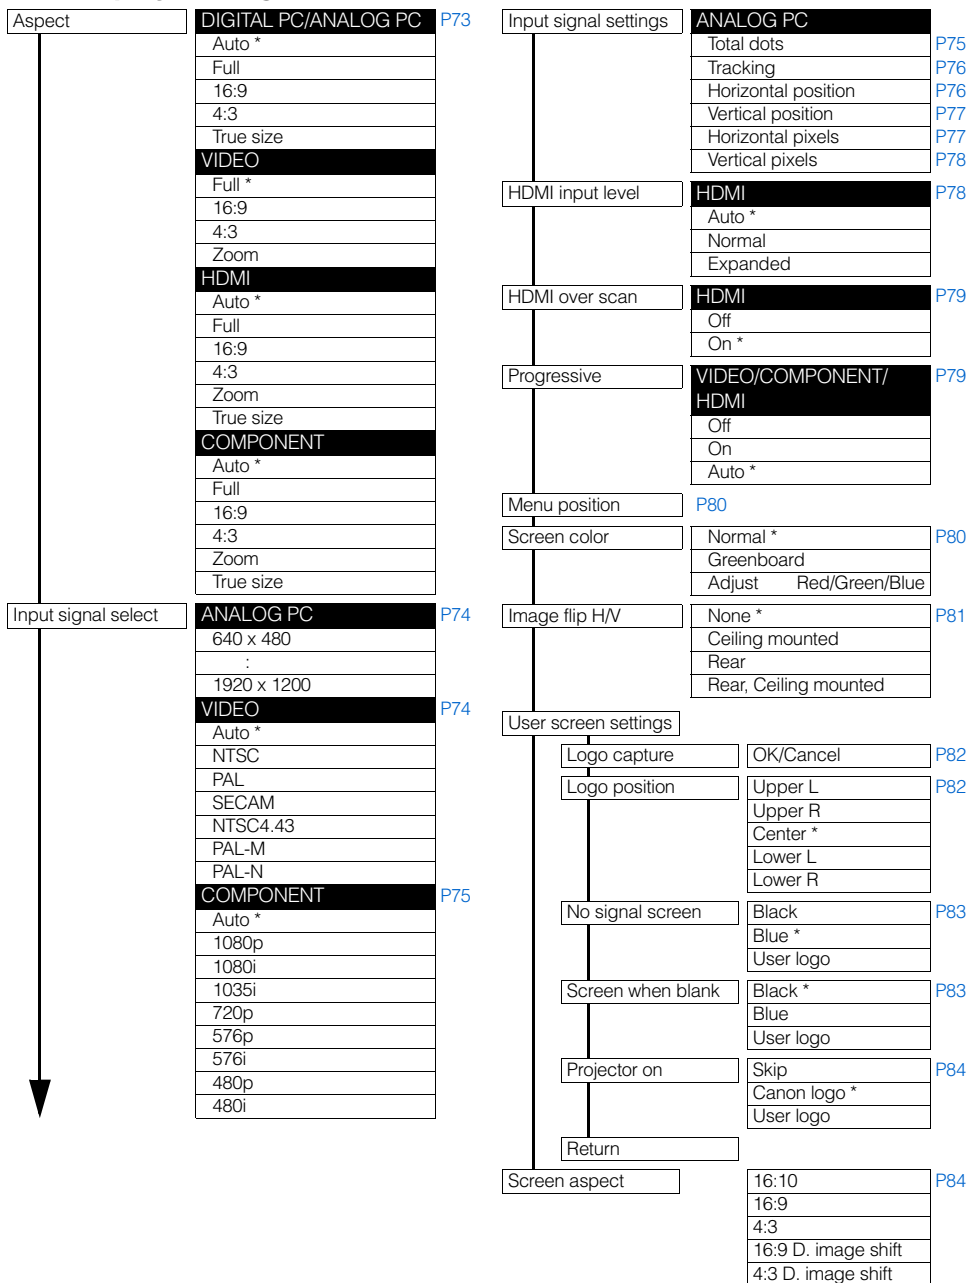 Aspect
DIGITAL PC/ANALOG PC P73
Auto *
Full
16:9
4:3
True size
VIDEO
Full *
16:9
4:3
Zoom
HDMI
Auto *
Full
16:9
4:3
Zoom
True size
COMPONENT
Auto *
Full
16:9
4:3
Zoom
True size
Input signal select
ANALOG PC P74
640 x 480
:
1920 x 1200
VIDEO P74
Auto *
NTSC
PAL
SECAM
NTSC4.43
PAL-M
PAL-N
COMPONENT P75
Auto *
1080p
1080i
1035i
720p
576p
576i
480p
480i
Input signal settings
ANALOG PC
Total dots P75
Tracking P76
Horizontal position P76
Vertical position P77
Horizontal pixels P77
Vertical pixels P78
HDMI input level
HDMI P78
Auto *
Normal
Expanded
HDMI over scan
HDMI P79
Off
On *
Progressive
VIDEO/COMPONENT/ P79
HDMI
Off
On
Auto *
Menu position P80
Screen color
Normal * P80
Greenboard
Adjust Red/Green/Blue
Image flip H/V
None * P81
Ceiling mounted
Rear
Rear, Ceiling mounted
User screen settings
Logo capture
OK/Cancel P82
Logo position
Upper L P82
Upper R
Center *
Lower L
Lower R
No signal screen
Black P83
Blue *
User logo
Screen when blank
Black * P83
Blue
User logo
Projector on
Skip P84
Canon logo *
User logo
Return
Screen aspect
16:10 P84
16:9
4:3
16:9 D. image shift
4:3 D. image shift